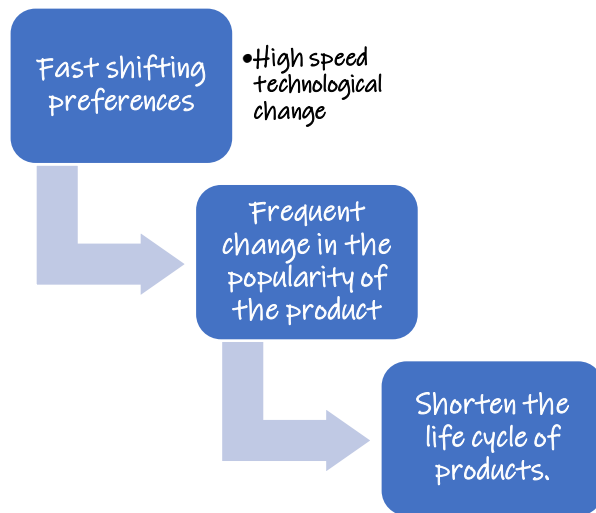 Fast shifting
preferences
•High speed
technological
change
Frequent
change in the
popularity of
the product
Shorten the
life cycle of
products.